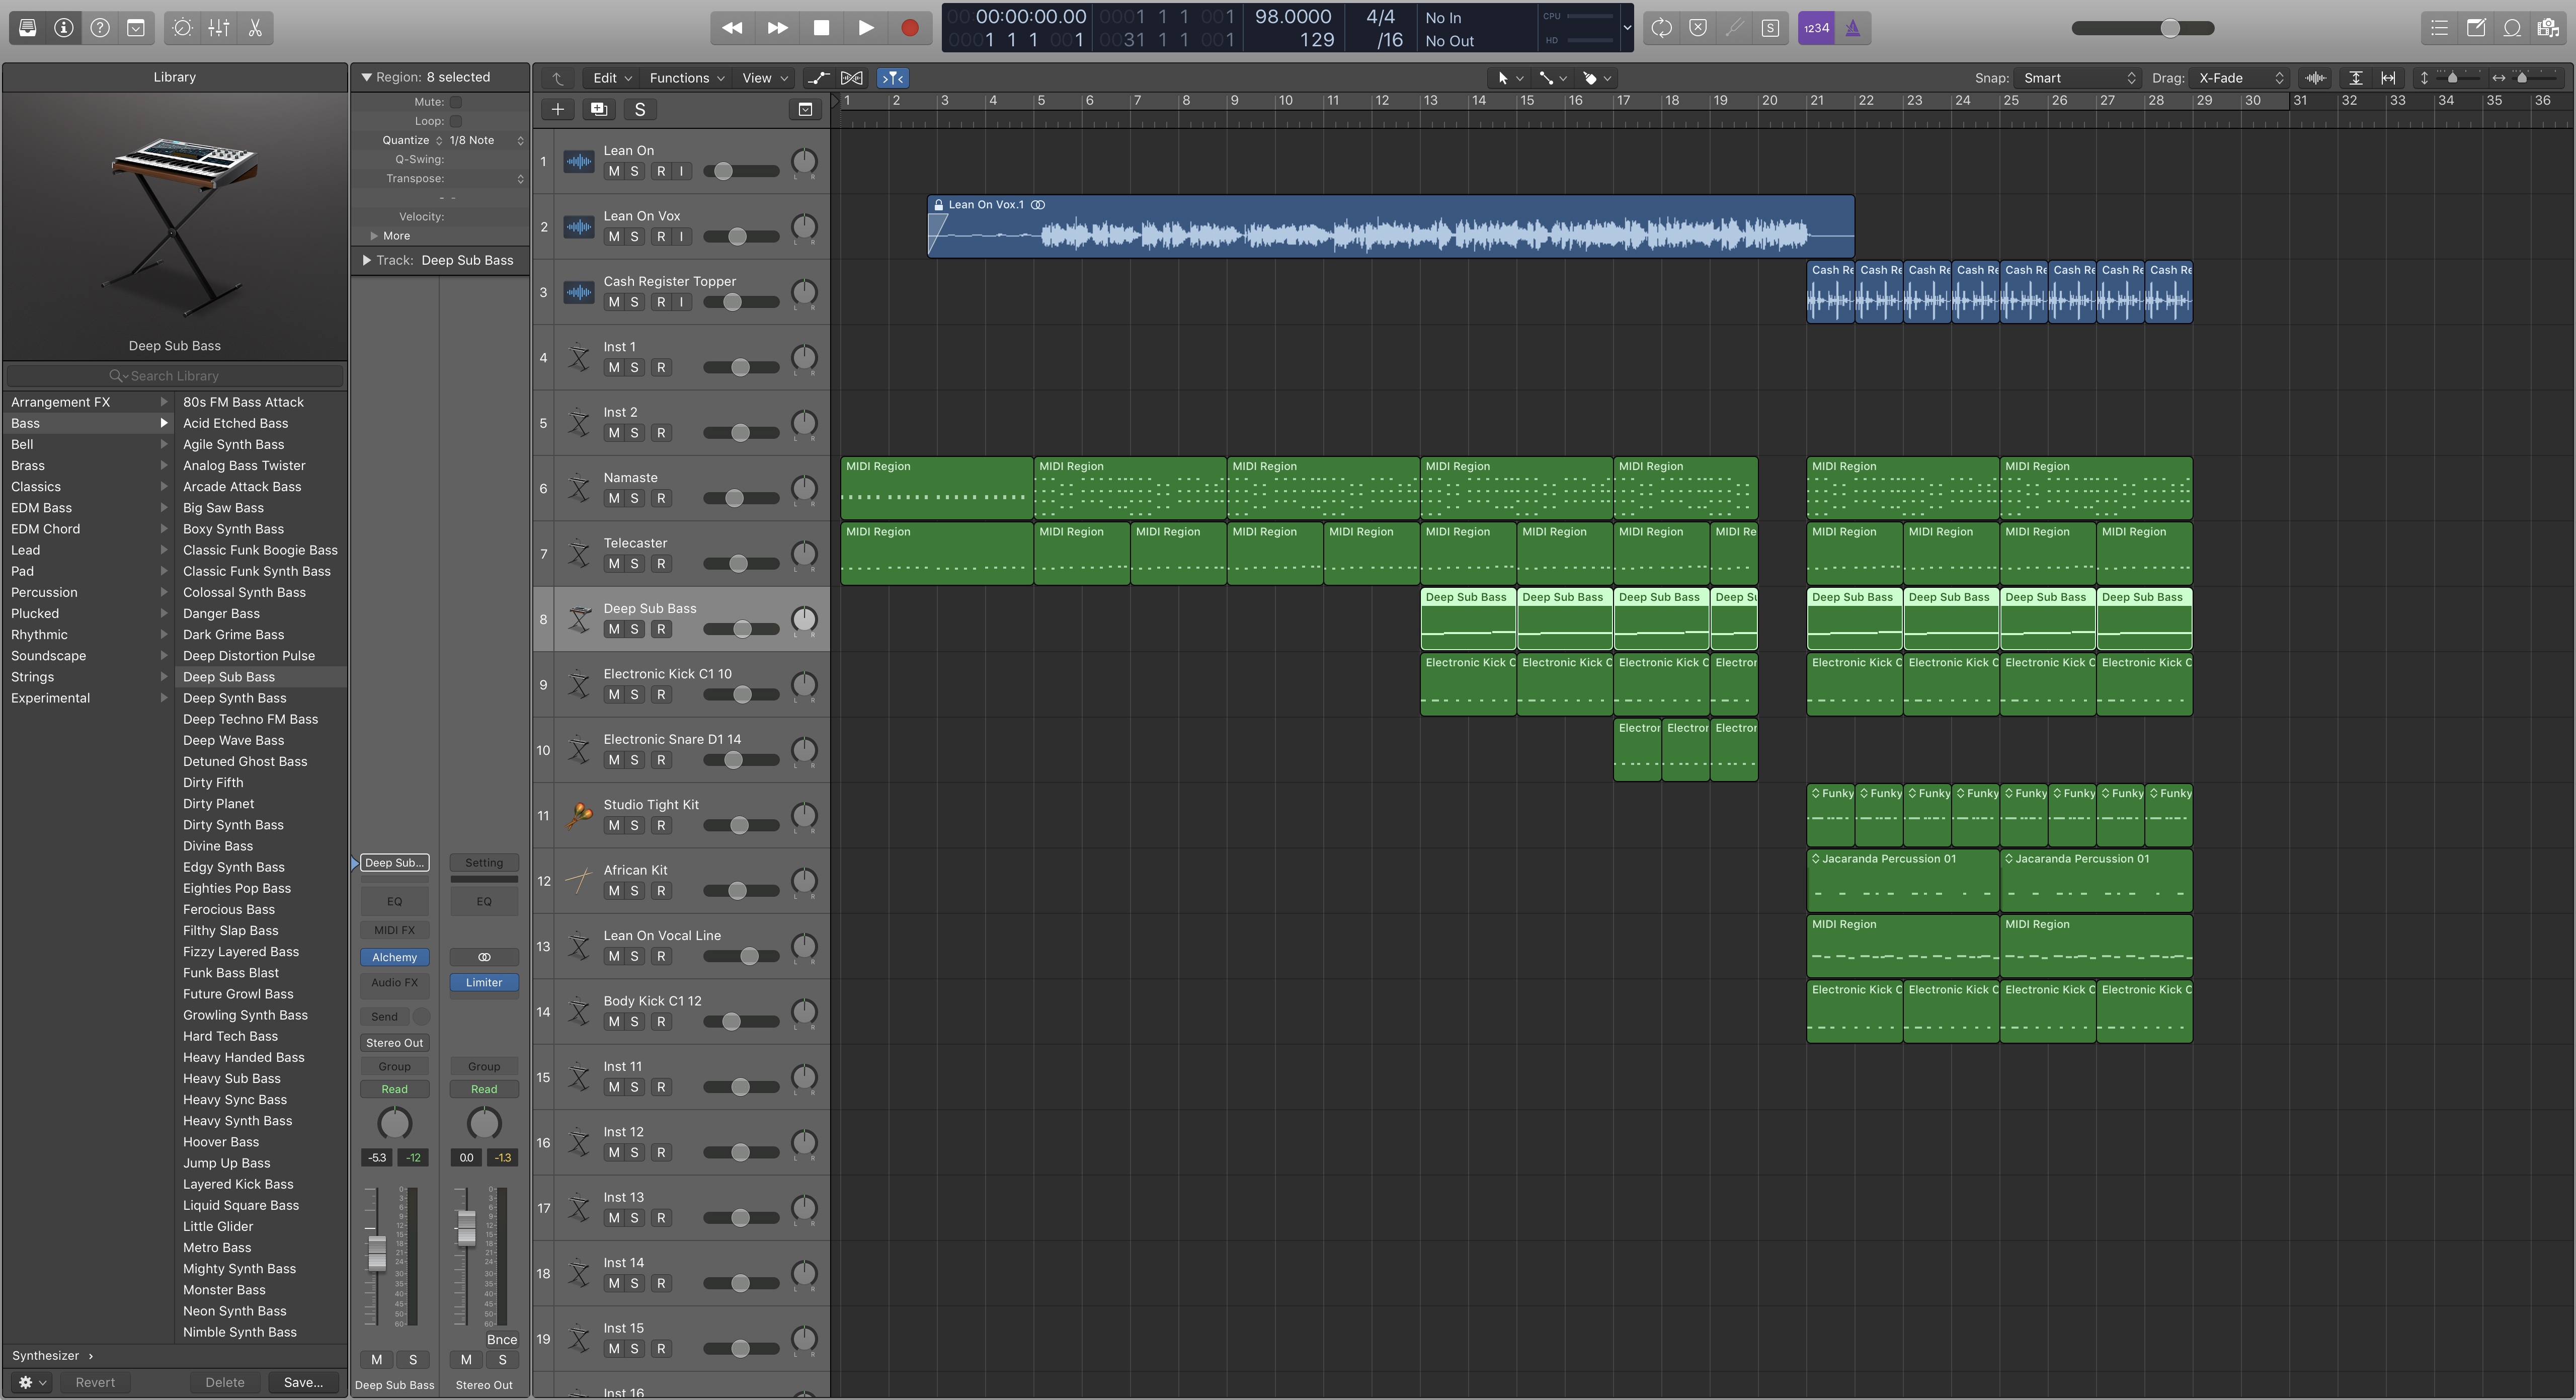 00:00:00:00.00
0001 1 1 001
0001 1 1 001
0031 1 1 001
98.0000
129
4/4
/16
No In
No Out
CPU
HD
S
1234
Library
Deep Sub Bass
Search Library
Arrangement FX
Bass
Bell
Brass
Classics
EDM Bass
EDM Chord
Lead
Pad
Percussion
Plucked
Rhythmic
Soundscape
Strings
Experimental
80s FM Bass Attack
Acid Etched Bass
Agile Synth Bass
Analog Bass Twister
Arcade Attack Bass
Big Saw Bass
Boxy Synth Bass
Classic Funk Boogie Bass
Classic Funk Synth Bass
Colossal Synth Bass
Danger Bass
Dark Grime Bass
Deep Distortion Pulse
Deep Sub Bass
Deep Synth Bass
Deep Techno FM Bass
Deep Wave Bass
Detuned Ghost Bass
Dirty Fifth
Dirty Planet
Dirty Synth Bass
Divine Bass
Edgy Synth Bass
Eighties Pop Bass
Ferocious Bass
Filthy Slap Bass
Fizzy Layered Bass
Funk Bass Blast
Future Growl Bass
Growling Synth Bass
Hard Tech Bass
Heavy Handed Bass
Heavy Sub Bass
Heavy Sync Bass
Heavy Synth Bass
Hoover Bass
Jump Up Bass
Layered Kick Bass
Liquid Square Bass
Little Glider
Metro Bass
Mighty Synth Bass
Monster Bass
Neon Synth Bass
Nimble Synth Bass
Synthesizer ›
Revert Delete Save...
Region: 8 selected
Mute:
Loop:
Quantize 1/8 Note
Q-Swing:
Transpose:
- -
Velocity:
More
Track: Deep Sub Bass
Deep Sub... Setting
EQ EQ
MIDI FX
Alchemy
Audio FX Limiter
Send
Stereo Out
Group Group
Read Read
-5.3 -12 0.0 -1.3
Bnce
M S M S
Deep Sub Bass Stereo Out
Edit Functions View
Snap: Smart Drag: X-Fade
S
1 2 3 4 5 6 7 8 9 10 11 12 13 14 15 16 17 18 19 20 21 22 23 24 25 26 27 28 29 30 31 32 33 34 35 36
1 Lean On
M S R I
2 Lean On Vox
M S R I
Lean On Vox.1
3 Cash Register Topper
M S R I
Cash Re Cash Re Cash Re Cash Re Cash Re Cash Re Cash Re Cash Re
4 Inst 1
M S R
5 Inst 2
M S R
6 Namaste
M S R
MIDI Region MIDI Region MIDI Region MIDI Region MIDI Region MIDI Region MIDI Region
7 Telecaster
M S R
MIDI Region MIDI Region MIDI Region MIDI Region MIDI Region MIDI Region MIDI Region MIDI Region MIDI Re MIDI Region MIDI Region MIDI Region MIDI Region
8 Deep Sub Bass
M S R
Deep Sub Bass Deep Sub Bass Deep Sub Bass Deep Su Deep Sub Bass Deep Sub Bass Deep Sub Bass Deep Sub Bass
9 Electronic Kick C1 10
M S R
Electronic Kick C Electronic Kick C Electronic Kick C Electron Electronic Kick C Electronic Kick C Electronic Kick C Electronic Kick C
10 Electronic Snare D1 14
M S R
Electron Electron Electron
11 Studio Tight Kit
M S R
Funky Funky Funky Funky Funky Funky Funky Funky
12 African Kit
M S R
Jacaranda Percussion 01 Jacaranda Percussion 01
13 Lean On Vocal Line
M S R
MIDI Region MIDI Region
14 Body Kick C1 12
M S R
Electronic Kick C Electronic Kick C Electronic Kick C Electronic Kick C
15 Inst 11
M S R
16 Inst 12
M S R
17 Inst 13
M S R
18 Inst 14
M S R
19 Inst 15
M S R
Inst 16